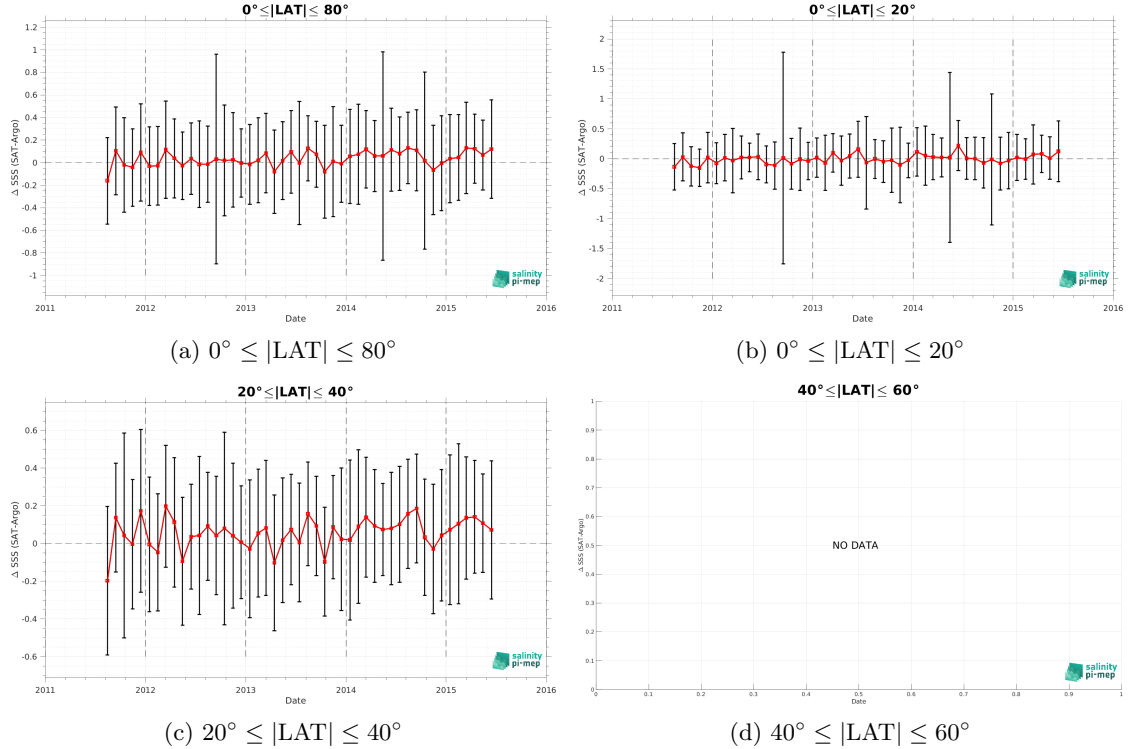 0°≤|LAT|≤ 80°
1.2
1
0.8
0.6
0.4
0.2
0
-0.2
-0.4
-0.6
-0.8
-1
Δ SSS (SAT-Argo)
2011
2012
2013
2014
2015
2016
Date
salinity
pi-mep
(a) 0° ≤ |LAT| ≤ 80°
0°≤|LAT|≤ 20°
2
1.5
1
0.5
0
-0.5
-1
-1.5
-2
Δ SSS (SAT-Argo)
2011
2012
2013
2014
2015
2016
Date
salinity
pi-mep
(b) 0° ≤ |LAT| ≤ 20°
20°≤|LAT|≤ 40°
0.6
0.4
0.2
0
-0.2
-0.4
-0.6
Δ SSS (SAT-Argo)
2011
2012
2013
2014
2015
2016
Date
salinity
pi-mep
(c) 20° ≤ |LAT| ≤ 40°
40°≤|LAT|≤ 60°
1
0.9
0.8
0.7
0.6
0.5
0.4
0.3
0.2
0.1
0
Δ SSS (SAT-Argo)
NO DATA
0
0.1
0.2
0.3
0.4
0.5
0.6
0.7
0.8
0.9
1
Date
salinity
pi-mep
(d) 40° ≤ |LAT| ≤ 60°